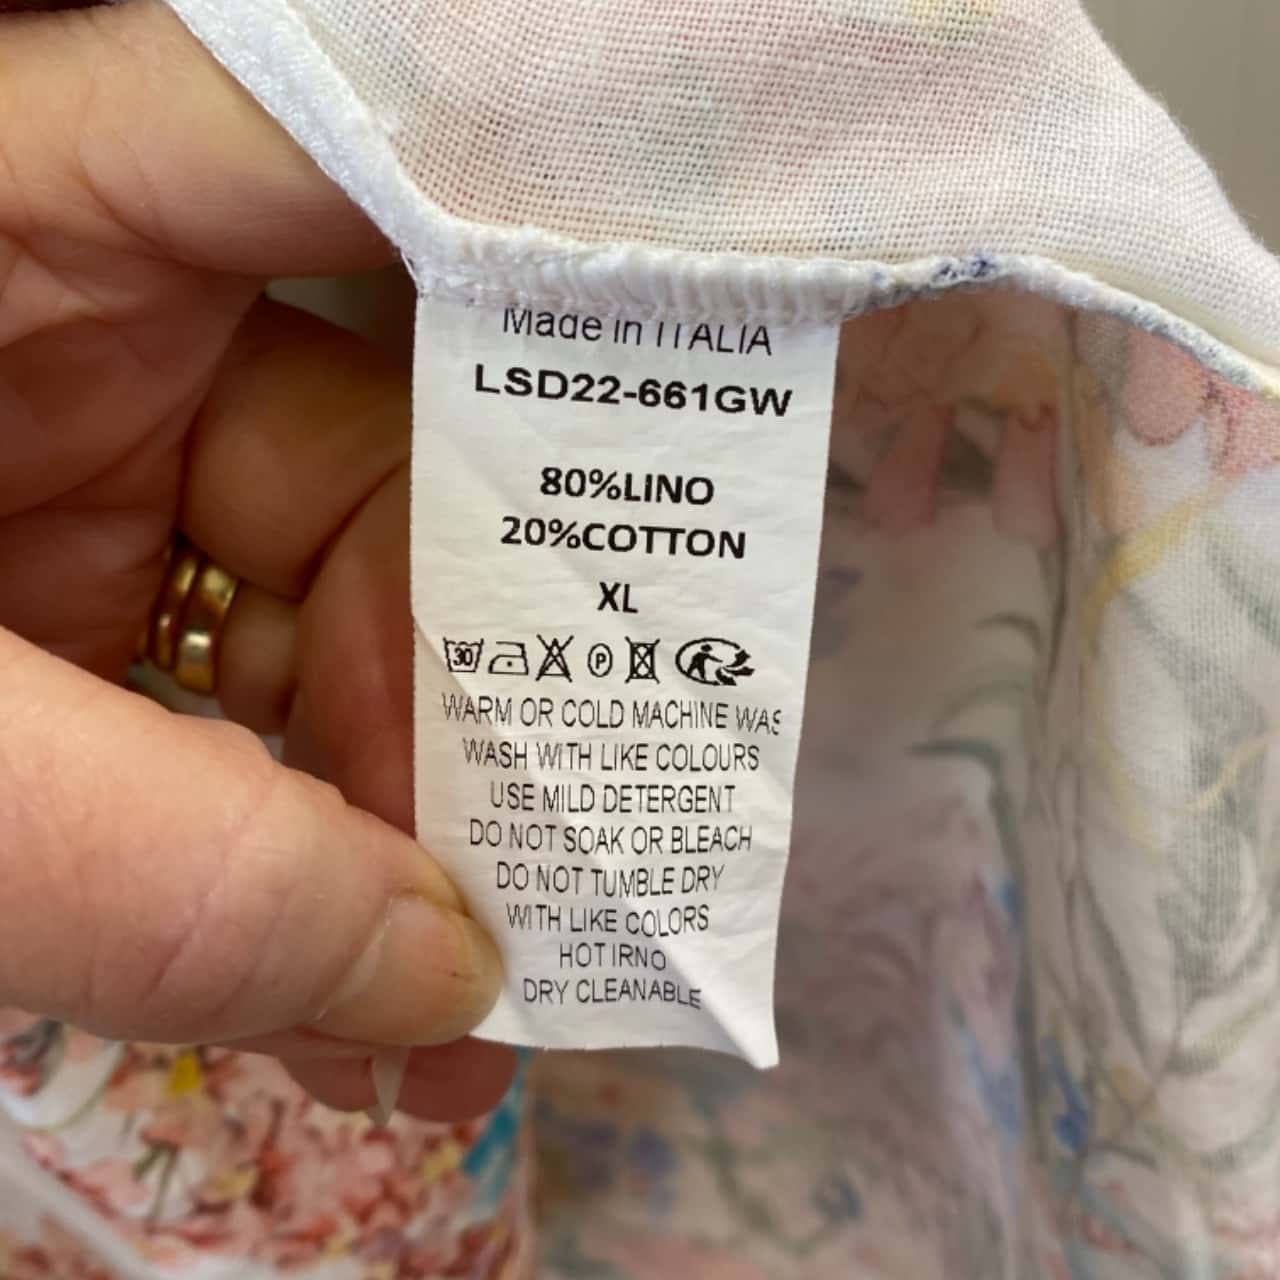 Made in ITALIA
LSD22-661GW
80%LINO
20%COTTON
XL
30 P
WARM OR COLD MACHINE WAS
WASH WITH LIKE COLOURS
USE MILD DETERGENT
DO NOT SOAK OR BLEACH
DO NOT TUMBLE DRY
WITH LIKE COLORS
HOT IRNO
DRY CLEANABLE